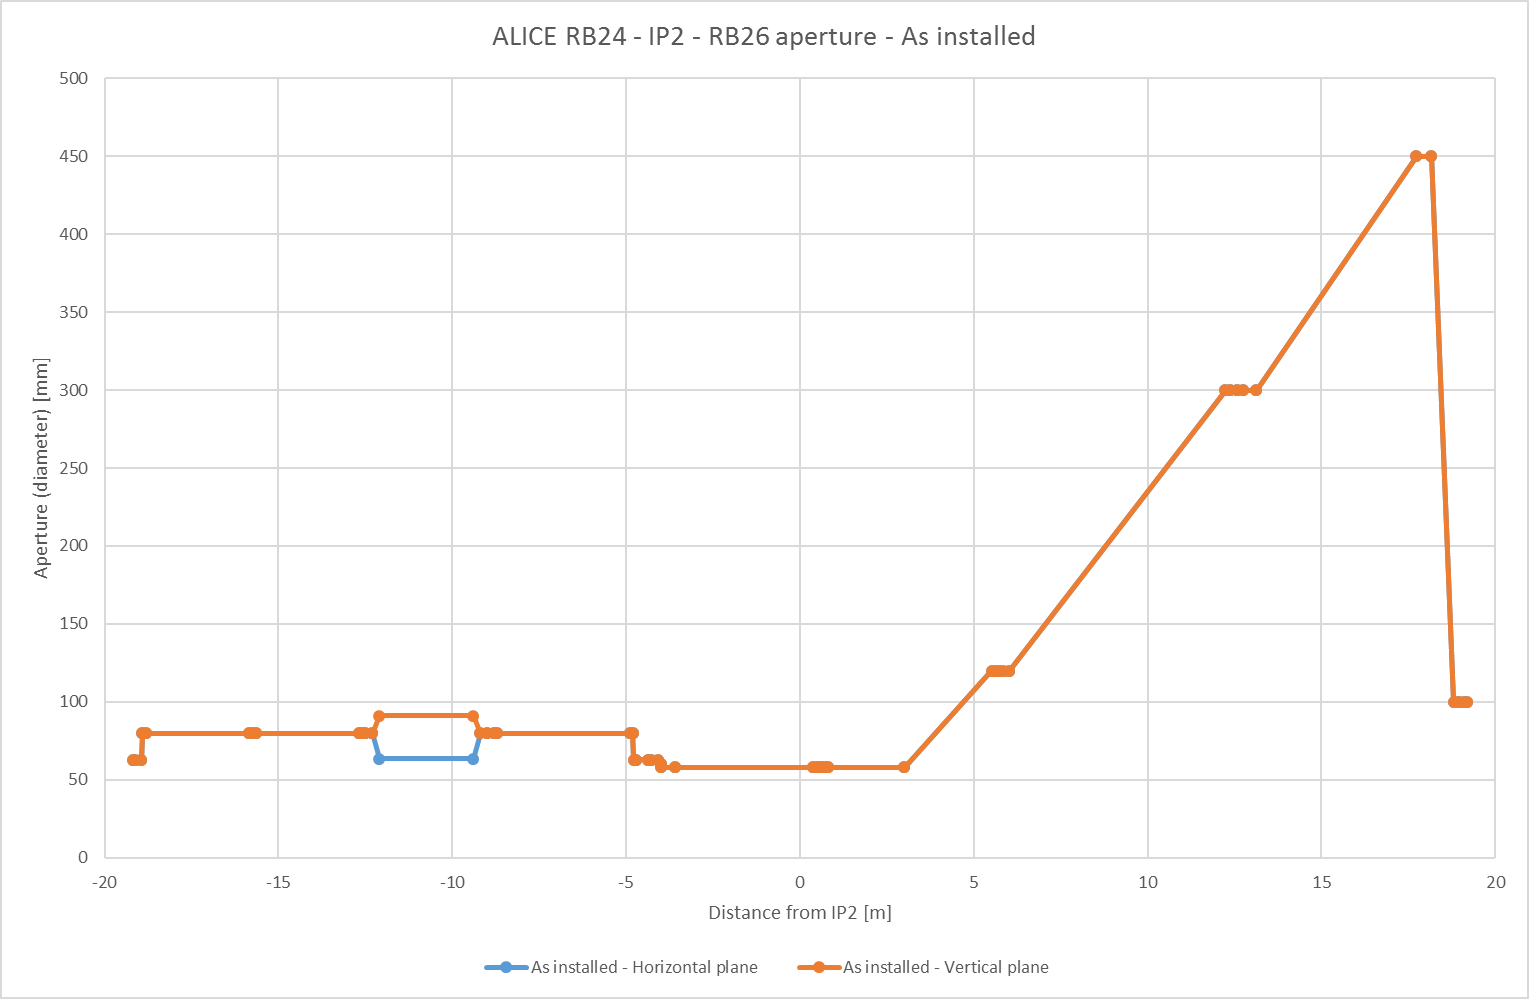 ALICE RB24 - IP2 - RB26 aperture - As installed
500
450
400
350
300
250
200
150
100
50
0
Aperture (diameter) [mm]
-20 -15 -10 -5 0 5 10 15 20
Distance from IP2 [m]
As installed - Horizontal plane As installed - Vertical plane